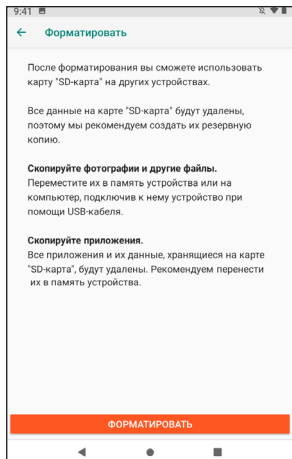 9:41
Форматировать
После форматирования вы сможете использовать
карту "SD-карта" на других устройствах.
Все данные на карте "SD-карта" будут удалены,
поэтому мы рекомендуем создать их резервную
копию.
Скопируйте фотографии и другие файлы.
Переместите их в память устройства или на
компьютер, подключив к нему устройство при
помощи USB-кабеля.
Скопируйте приложения.
Все приложения и их данные, хранящиеся на карте
"SD-карта", будут удалены. Рекомендуем перенести
их в память устройства.
ФОРМАТИРОВАТЬ